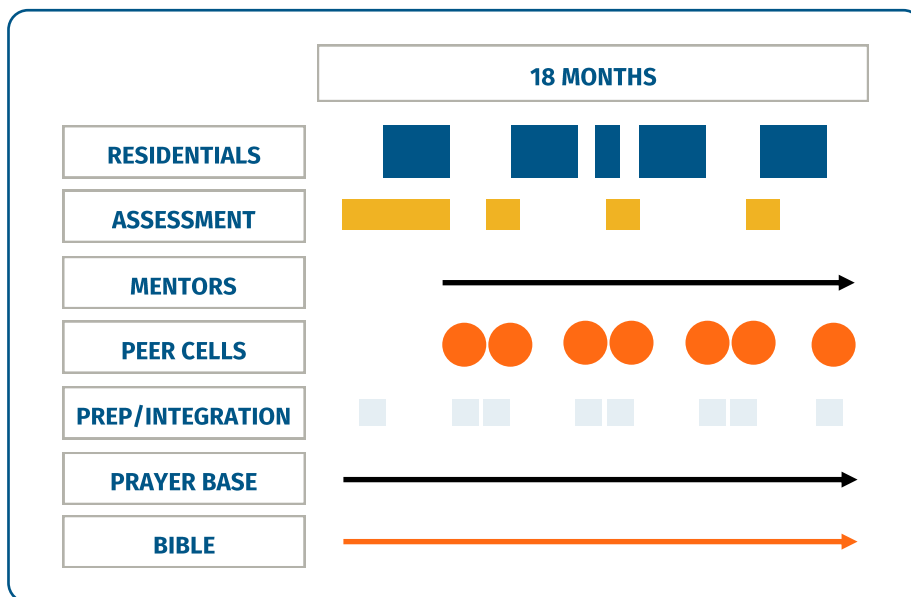 18 MONTHS
RESIDENTIALS
ASSESSMENT
MENTORS
PEER CELLS
PREP/INTEGRATION
PRAYER BASE
BIBLE